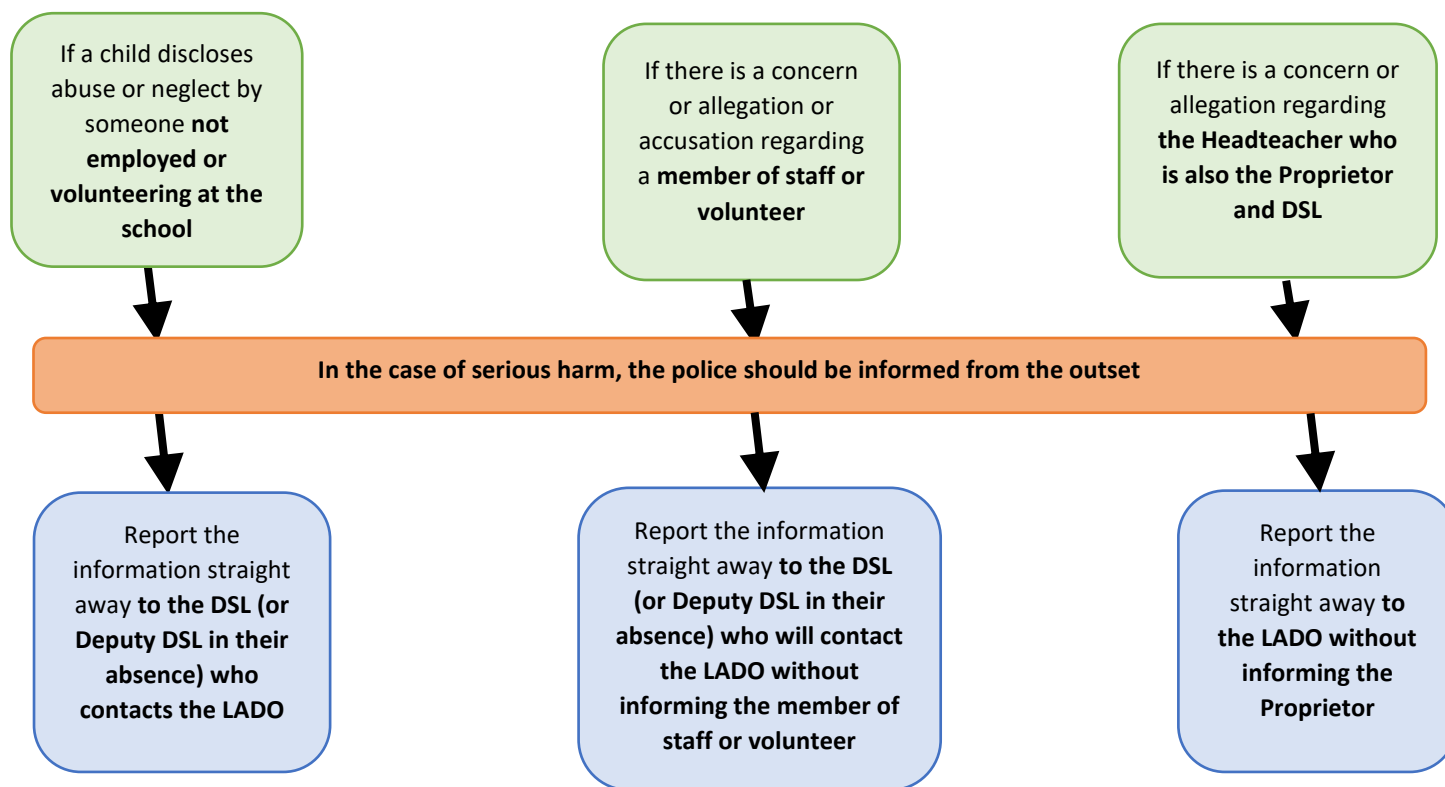 If a child discloses
abuse or neglect by
someone not
employed or
volunteering at the
school
If there is a concern
or allegation or
accusation regarding
a member of staff or
volunteer
If there is a concern or
allegation regarding
the Headteacher who
is also the Proprietor
and DSL
In the case of serious harm, the police should be informed from the outset
Report the
information straight
away to the DSL (or
Deputy DSL in their
absence) who
contacts the LADO
Report the information
straight away to the DSL
(or Deputy DSL in their
absence) who will contact
the LADO without
informing the member of
staff or volunteer
Report the
information
straight away to
the LADO without
informing the
Proprietor